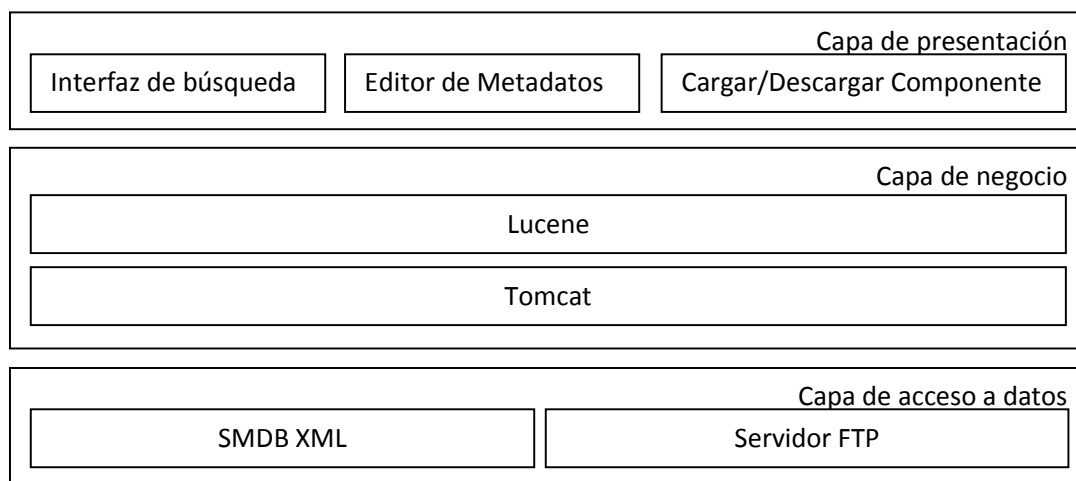 Capa de presentación
Interfaz de búsqueda
Editor de Metadatos
Cargar/Descargar Componente
Capa de negocio
Lucene
Tomcat
Capa de acceso a datos
SMDB XML
Servidor FTP